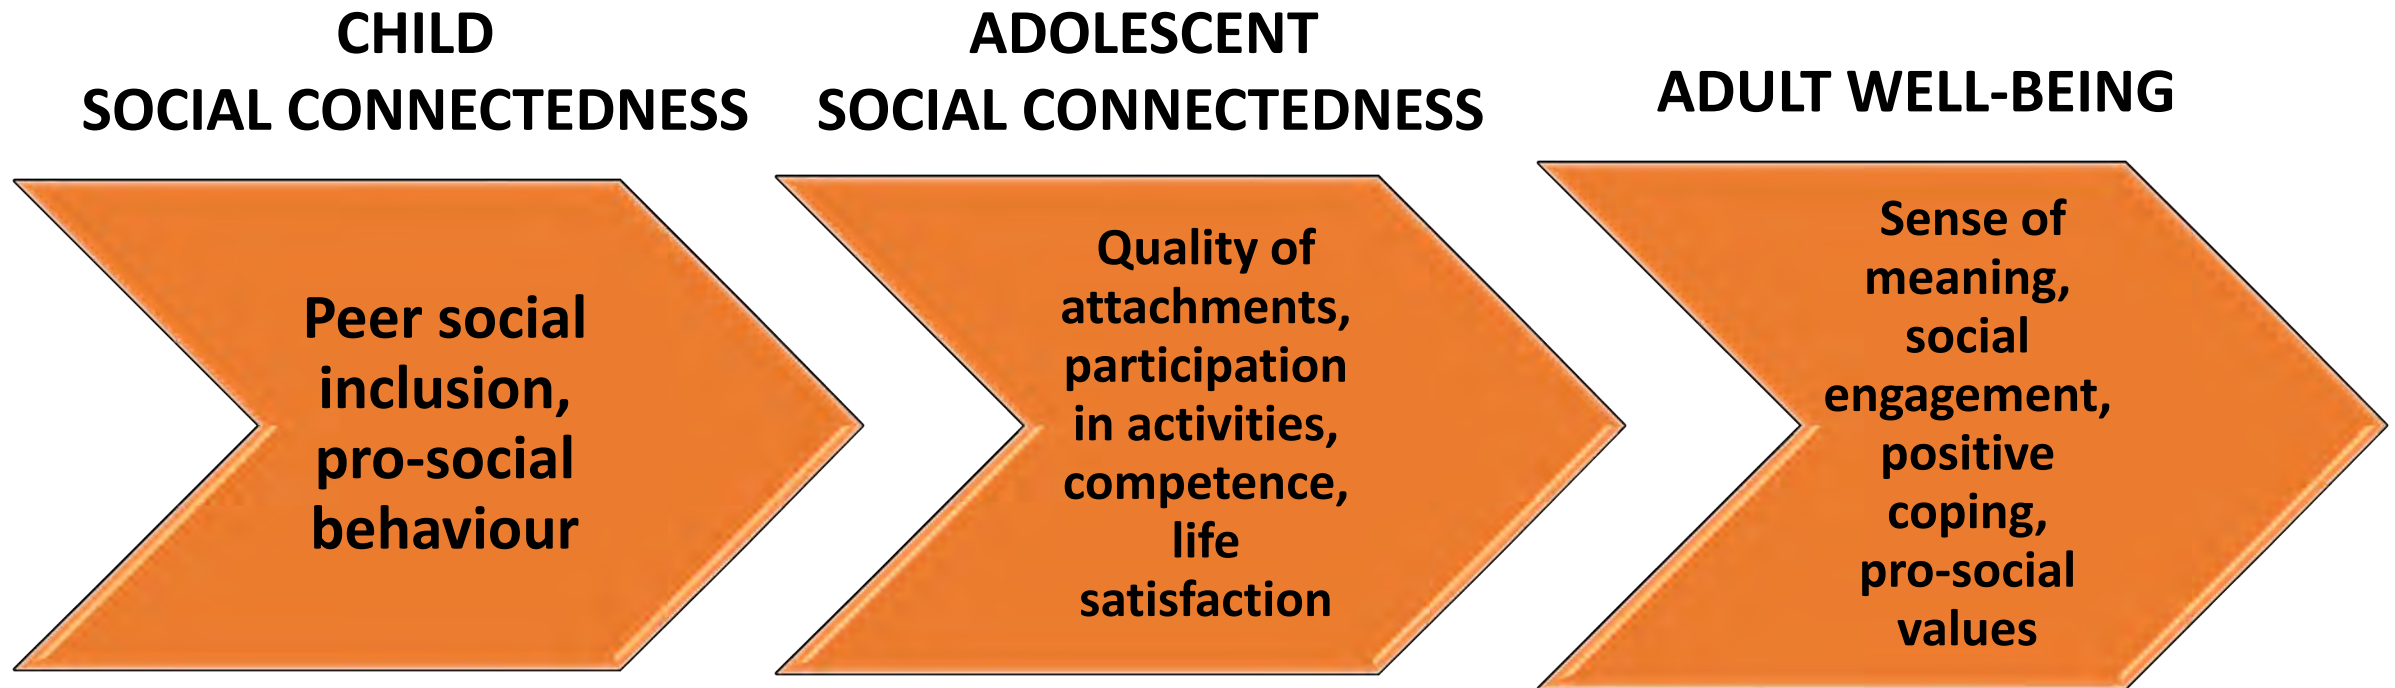 CHILD
SOCIAL CONNECTEDNESS
Peer social
inclusion,
pro-social
behaviour
ADOLESCENT
SOCIAL CONNECTEDNESS
Quality of
attachments,
participation
in activities,
competence,
life
satisfaction
ADULT WELL-BEING
Sense of
meaning,
social
engagement,
positive
coping,
pro-social
values